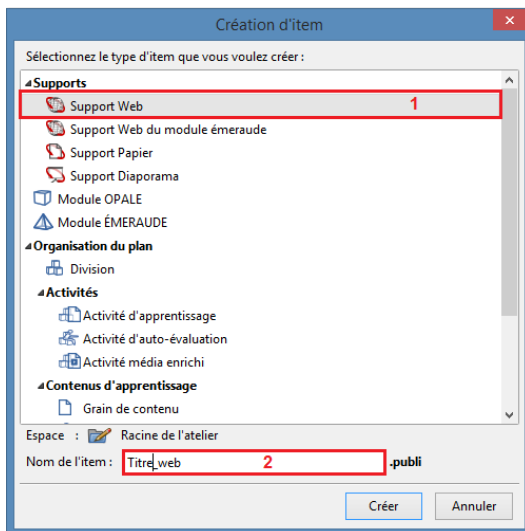 Création d'item
Sélectionnez le type d'item que vous voulez créer :
Supports
Support Web 1
Support Web du module émeraude
Support Papier
Support Diaporama
Module OPALE
Module ÉMERAUDE
Organisation du plan
Division
Activités
Activité d'apprentissage
Activité d'auto-évaluation
Activité média enrichi
Contenus d'apprentissage
Grain de contenu
Espace : Racine de l'atelier
Nom de l'item : Titre_web 2 .publi
Créer Annuler